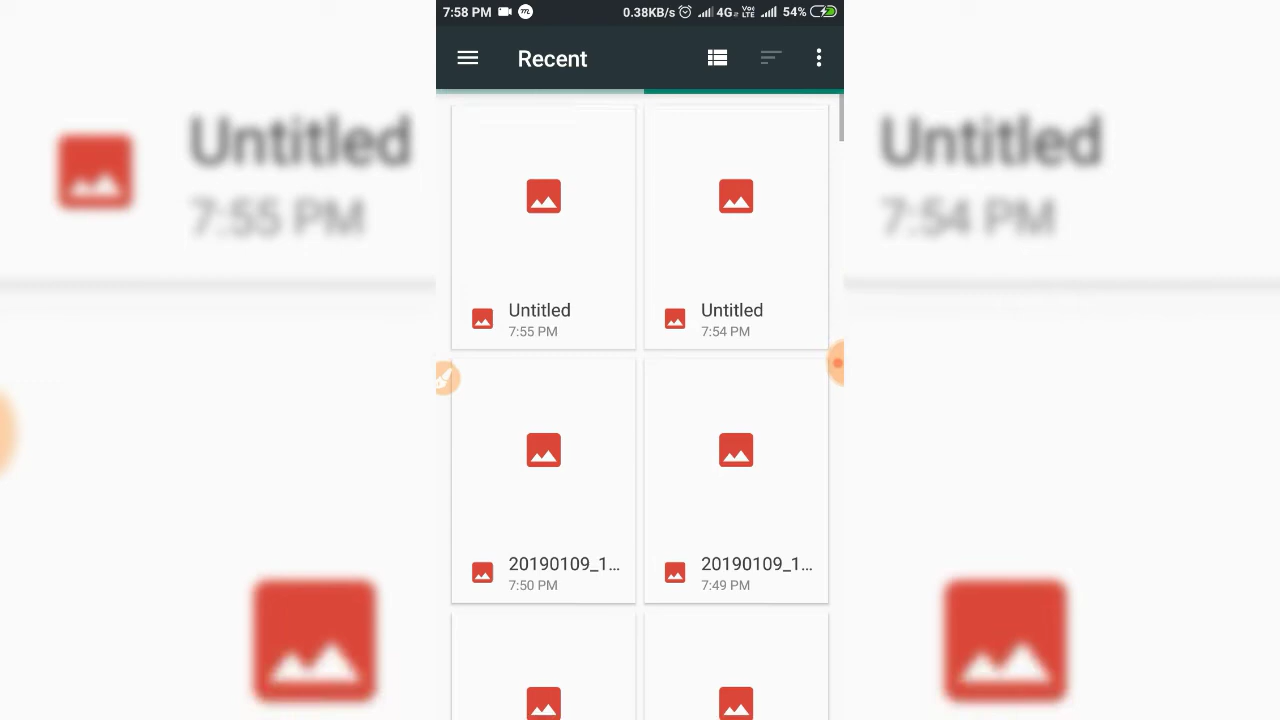 7:58 PM 0.38KB/s 4G VoLTE 54%
Recent
Untitled
7:55 PM
Untitled
7:54 PM
Untitled
7:55 PM
Untitled
7:54 PM
20190109_1...
7:50 PM
20190109_1...
7:49 PM